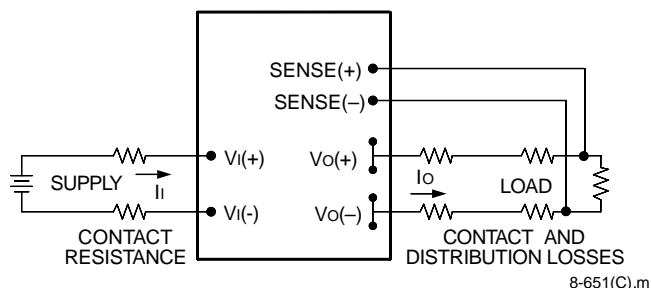 SENSE(+)
SENSE(–)
VI(+)
VO(+)
IO
SUPPLY
II
LOAD
VI(-)
VO(–)
CONTACT
RESISTANCE
CONTACT AND
DISTRIBUTION LOSSES
8-651(C).m